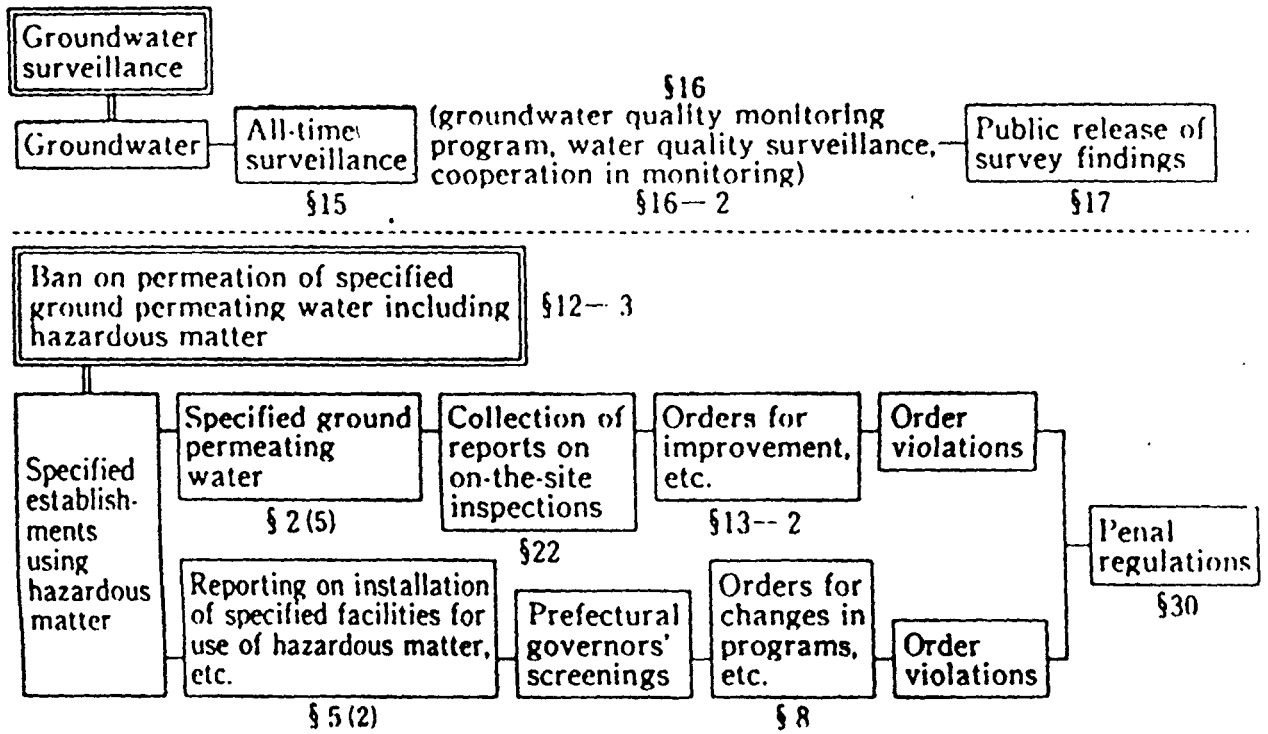 Groundwater
surveillance
Groundwater
All-time
surveillance
§15
§16
(groundwater quality monitoring
program, water quality surveillance,
cooperation in monitoring)
§16-2
Public release of
survey findings
§17
Ban on permeation of specified
ground permeating water including
hazardous matter
§12-3
Specified
establish-
ments
using
hazardous
matter
Specified ground
permeating
water
§2(5)
Collection of
reports on
on-the-site
inspections
§22
Orders for
improvement,
etc.
§13-2
Order
violations
Reporting on installation
of specified facilities for
use of hazardous matter,
etc.
§5(2)
Prefectural
governors'
screenings
Orders for
changes in
programs,
etc.
§8
Order
violations
Penal
regulations
§30